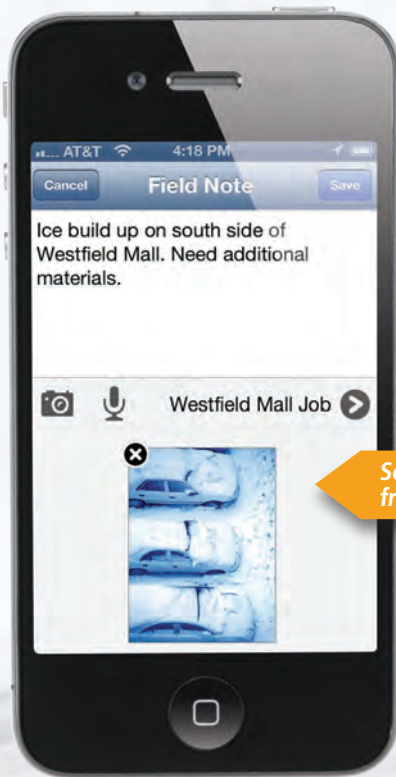 AT&T 4:18 PM
Cancel Field Note Save
Ice build up on south side of
Westfield Mall. Need additional
materials.
Westfield Mall Job